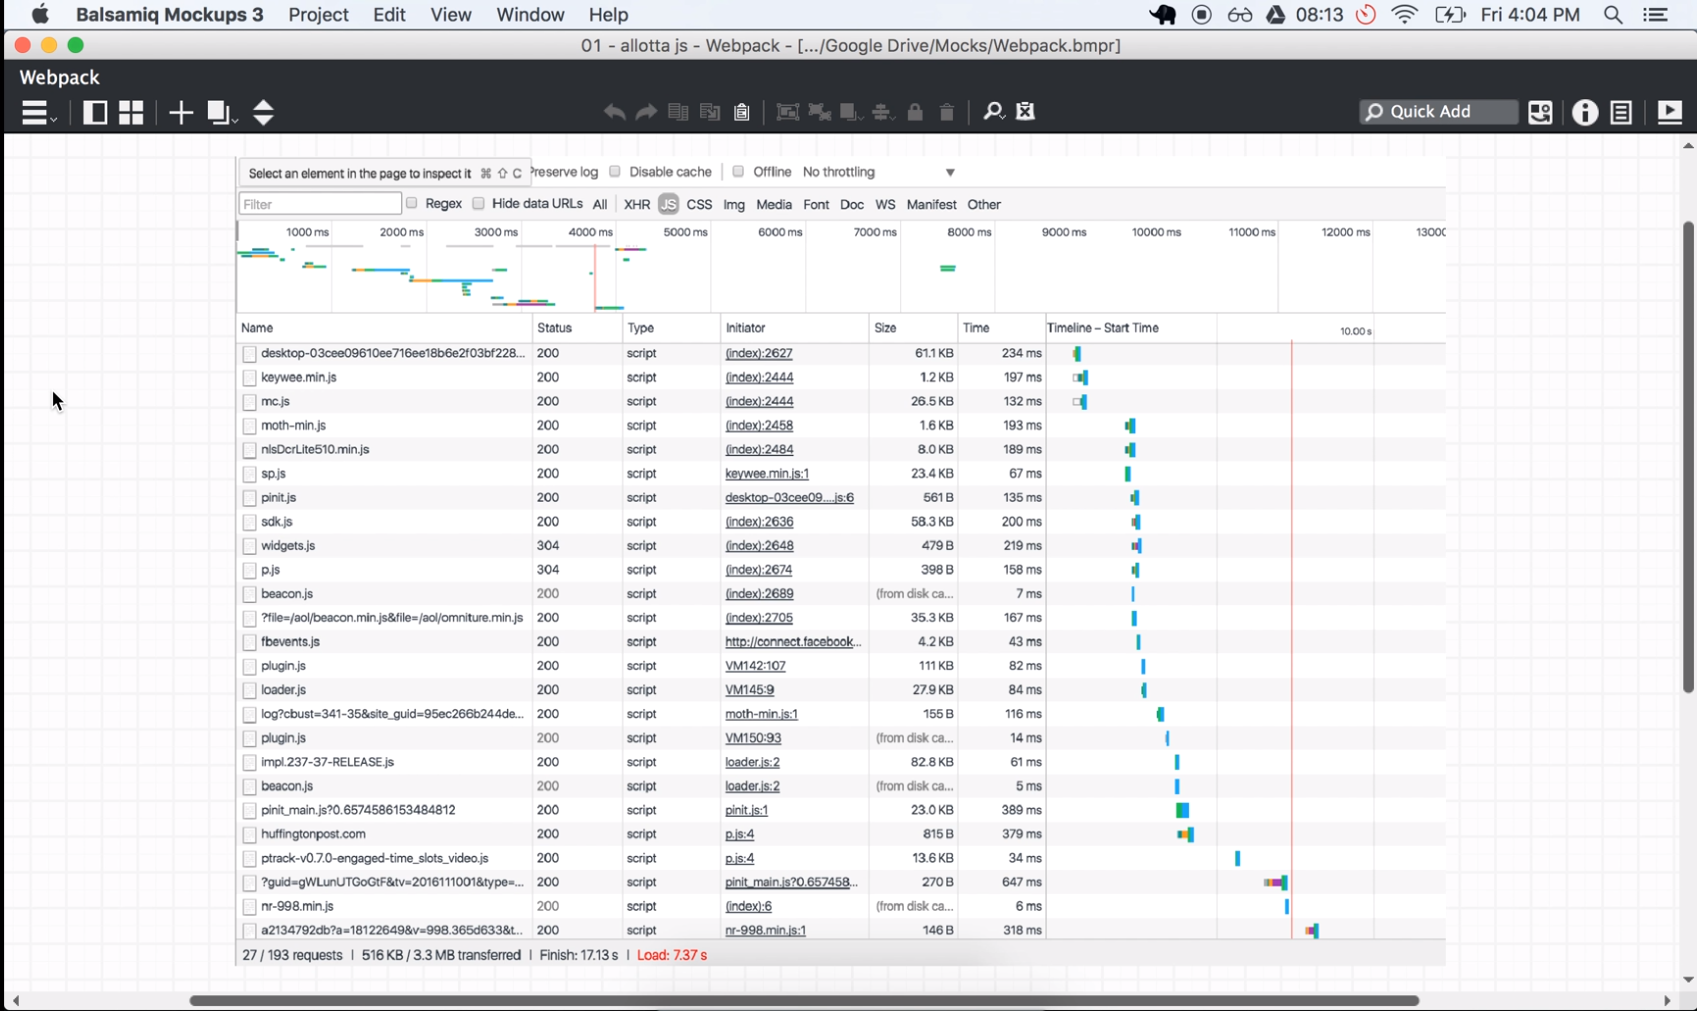 Balsamiq Mockups 3 Project Edit View Window Help 08:13 Fri 4:04 PM
01 - allotta js - Webpack - [.../Google Drive/Mocks/Webpack.bmpr]
Webpack
Quick Add
Select an element in the page to inspect it ⌘ ⇧ C Preserve log Disable cache Offline No throttling
Filter Regex Hide data URLs All XHR JS CSS Img Media Font Doc WS Manifest Other
1000 ms 2000 ms 3000 ms 4000 ms 5000 ms 6000 ms 7000 ms 8000 ms 9000 ms 10000 ms 11000 ms 12000 ms 13000
Name Status Type Initiator Size Time Timeline – Start Time 10.00 s
desktop-03cee09610ee716ee18b6e2f03bf228... 200 script (index):2627 61.1 KB 234 ms
keywee.min.js 200 script (index):2444 1.2 KB 197 ms
mc.js 200 script (index):2444 26.5 KB 132 ms
moth-min.js 200 script (index):2458 1.6 KB 193 ms
nlsDcrLite510.min.js 200 script (index):2484 8.0 KB 189 ms
sp.js 200 script keywee.min.js:1 23.4 KB 67 ms
pinit.js 200 script desktop-03cee09....js:6 561 B 135 ms
sdk.js 200 script (index):2636 58.3 KB 200 ms
widgets.js 304 script (index):2648 479 B 219 ms
p.js 304 script (index):2674 398 B 158 ms
beacon.js 200 script (index):2689 (from disk ca... 7 ms
?file=/aol/beacon.min.js&file=/aol/omniture.min.js 200 script (index):2705 35.3 KB 167 ms
fbevents.js 200 script http://connect.facebook... 4.2 KB 43 ms
plugin.js 200 script VM142:107 111 KB 82 ms
loader.js 200 script VM145:9 27.9 KB 84 ms
log?cbust=341-35&site_guid=95ec266b244de... 200 script moth-min.js:1 155 B 116 ms
plugin.js 200 script VM150:93 (from disk ca... 14 ms
impl.237-37-RELEASE.js 200 script loader.js:2 82.8 KB 61 ms
beacon.js 200 script loader.js:2 (from disk ca... 5 ms
pinit_main.js?0.6574586153484812 200 script pinit.js:1 23.0 KB 389 ms
huffingtonpost.com 200 script p.js:4 815 B 379 ms
ptrack-v0.7.0-engaged-time_slots_video.js 200 script p.js:4 13.6 KB 34 ms
?guid=gWLunUTGoGtF&tv=2016111001&type=... 200 script pinit_main.js?0.657458... 270 B 647 ms
nr-998.min.js 200 script (index):6 (from disk ca... 6 ms
a2134792db?a=18122649&v=998.365d633&t... 200 script nr-998.min.js:1 146 B 318 ms
27 / 193 requests | 516 KB / 3.3 MB transferred | Finish: 17.13 s | Load: 7.37 s